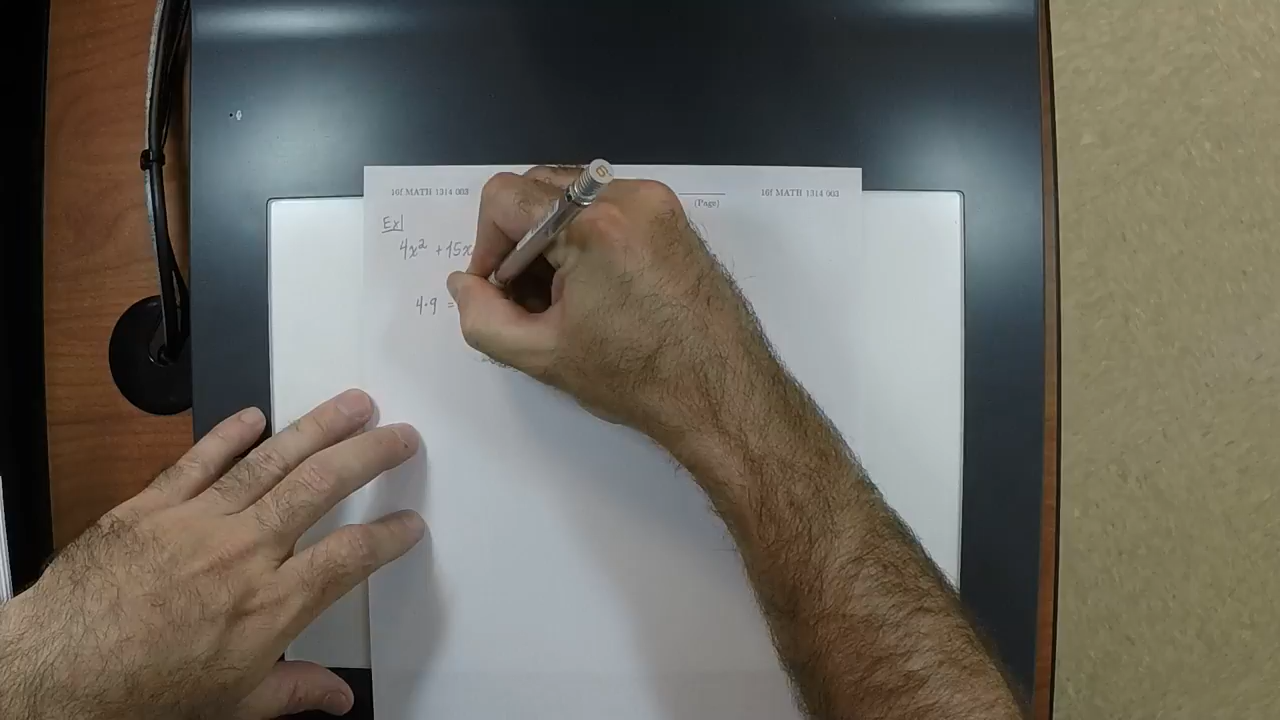 16f MATH 1314 003 16f MATH 1314 003
(Page)
Ex
4x² + 15x
4·9 =